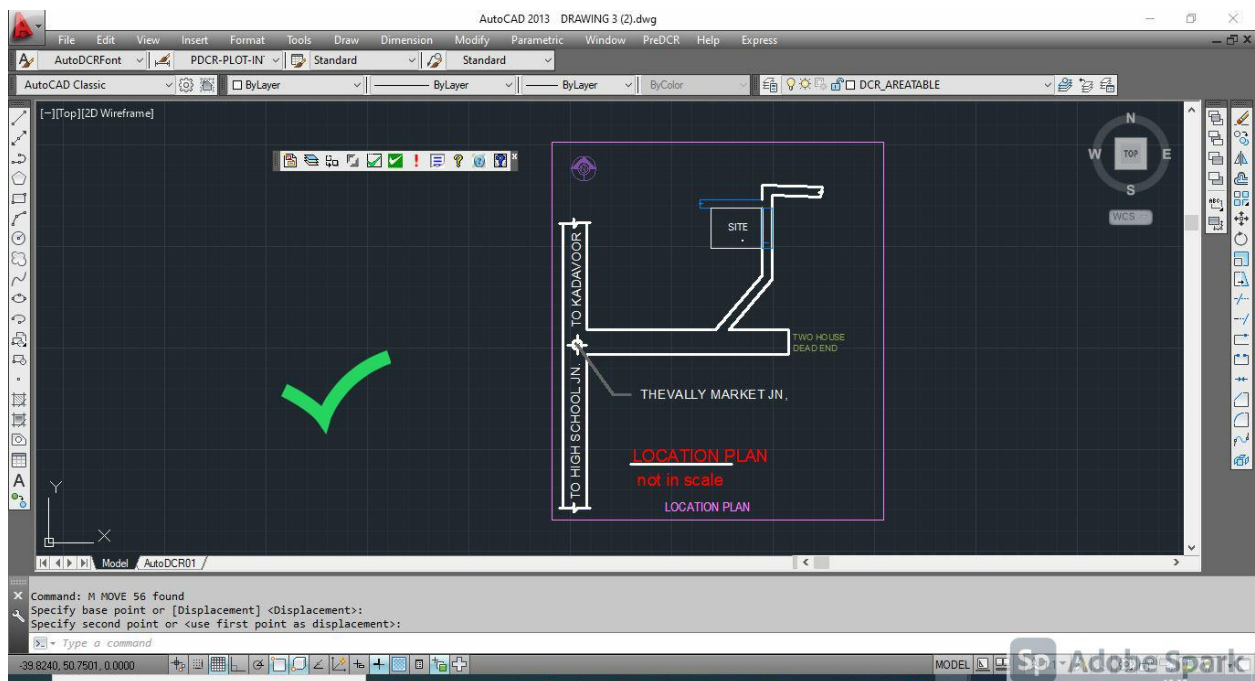 AutoCAD 2013 DRAWING 3 (2).dwg
File Edit View Insert Format Tools Draw Dimension Modify Parametric Window PreDCR Help Express
AutoDCRFont PDCR-PLOT-IN Standard Standard
AutoCAD Classic ByLayer ByLayer ByLayer ByColor DCR_AREATABLE
[−][Top][2D Wireframe]
N
W TOP E
S
WCS
SITE
TO KADAVOOR
TWO HOUSE
DEAD END
THEVALLY MARKET JN,
TO HIGH SCHOOL JN.
LOCATION PLAN
not in scale
LOCATION PLAN
Y
X
Model AutoDCR01
Command: M MOVE 56 found
Specify base point or [Displacement] <Displacement>:
Specify second point or <use first point as displacement>:
Type a command
-39.8240, 50.7501, 0.0000 MODEL
Sp Adobe Spark